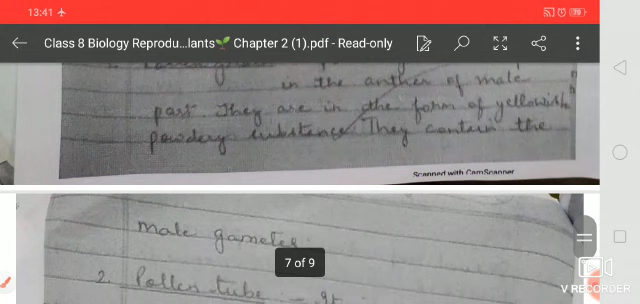 13:41
79
Class 8 Biology Reprodu...lants🌱 Chapter 2 (1).pdf - Read-only
in the anther of male
part. They are in the form of yellowish
powdery substance. They contain the
Scanned with CamScanner
male gametes
7 of 9
2. Pollen tube - It
V RECORDER